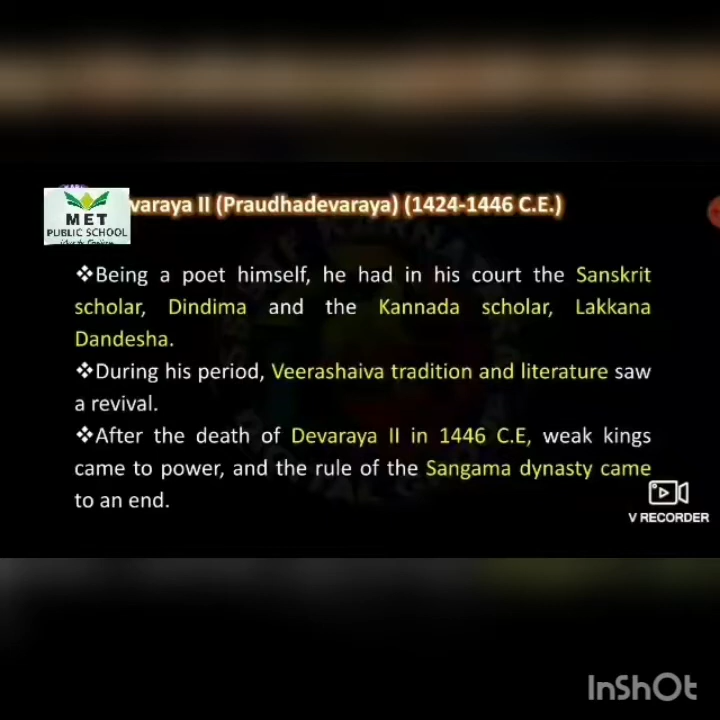 varaya II (Praudhadevaraya) (1424-1446 C.E.)
MET
PUBLIC SCHOOL
❖Being a poet himself, he had in his court the Sanskrit
scholar, Dindima and the Kannada scholar, Lakkana
Dandesha.
❖During his period, Veerashaiva tradition and literature saw
a revival.
❖After the death of Devaraya II in 1446 C.E, weak kings
came to power, and the rule of the Sangama dynasty came
to an end.
V RECORDER
InShOt